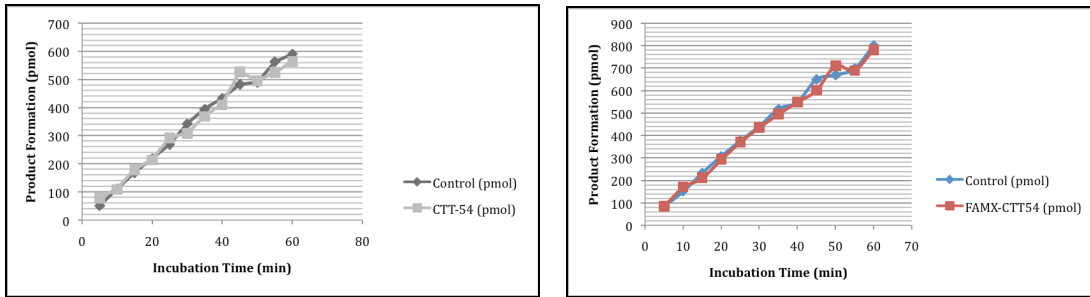 Product Formation (pmol)
700
600
500
400
300
200
100
0
0 20 40 60 80
Incubation Time (min)
Control (pmol)
CTT-54 (pmol)
Product Formation (pmol)
900
800
700
600
500
400
300
200
100
0
0 10 20 30 40 50 60 70
Incubation Time (min)
Control (pmol)
FAMX-CTT54 (pmol)